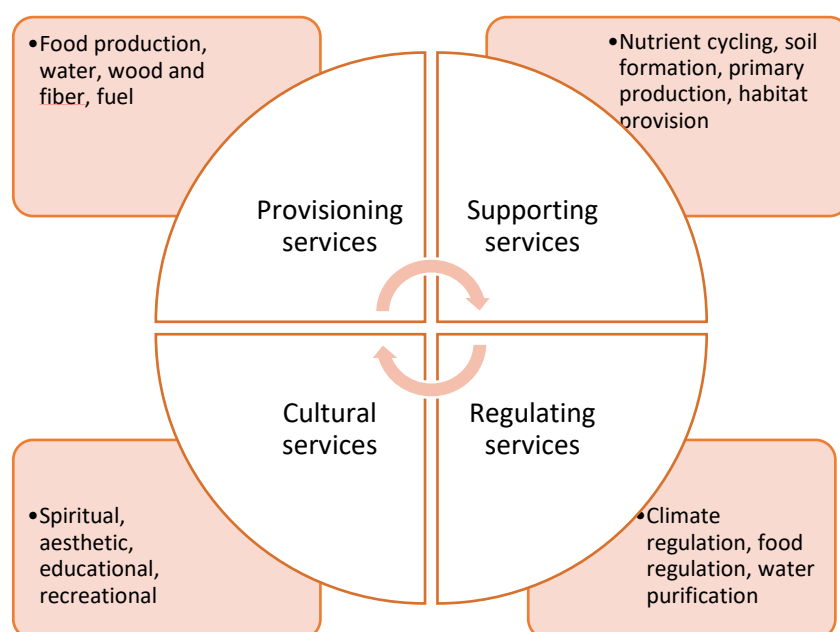 •Food production,
water, wood and
fiber, fuel
•Nutrient cycling, soil
formation, primary
production, habitat
provision
Provisioning
services
Supporting
services
Cultural
services
Regulating
services
•Spiritual,
aesthetic,
educational,
recreational
•Climate
regulation, food
regulation, water
purification